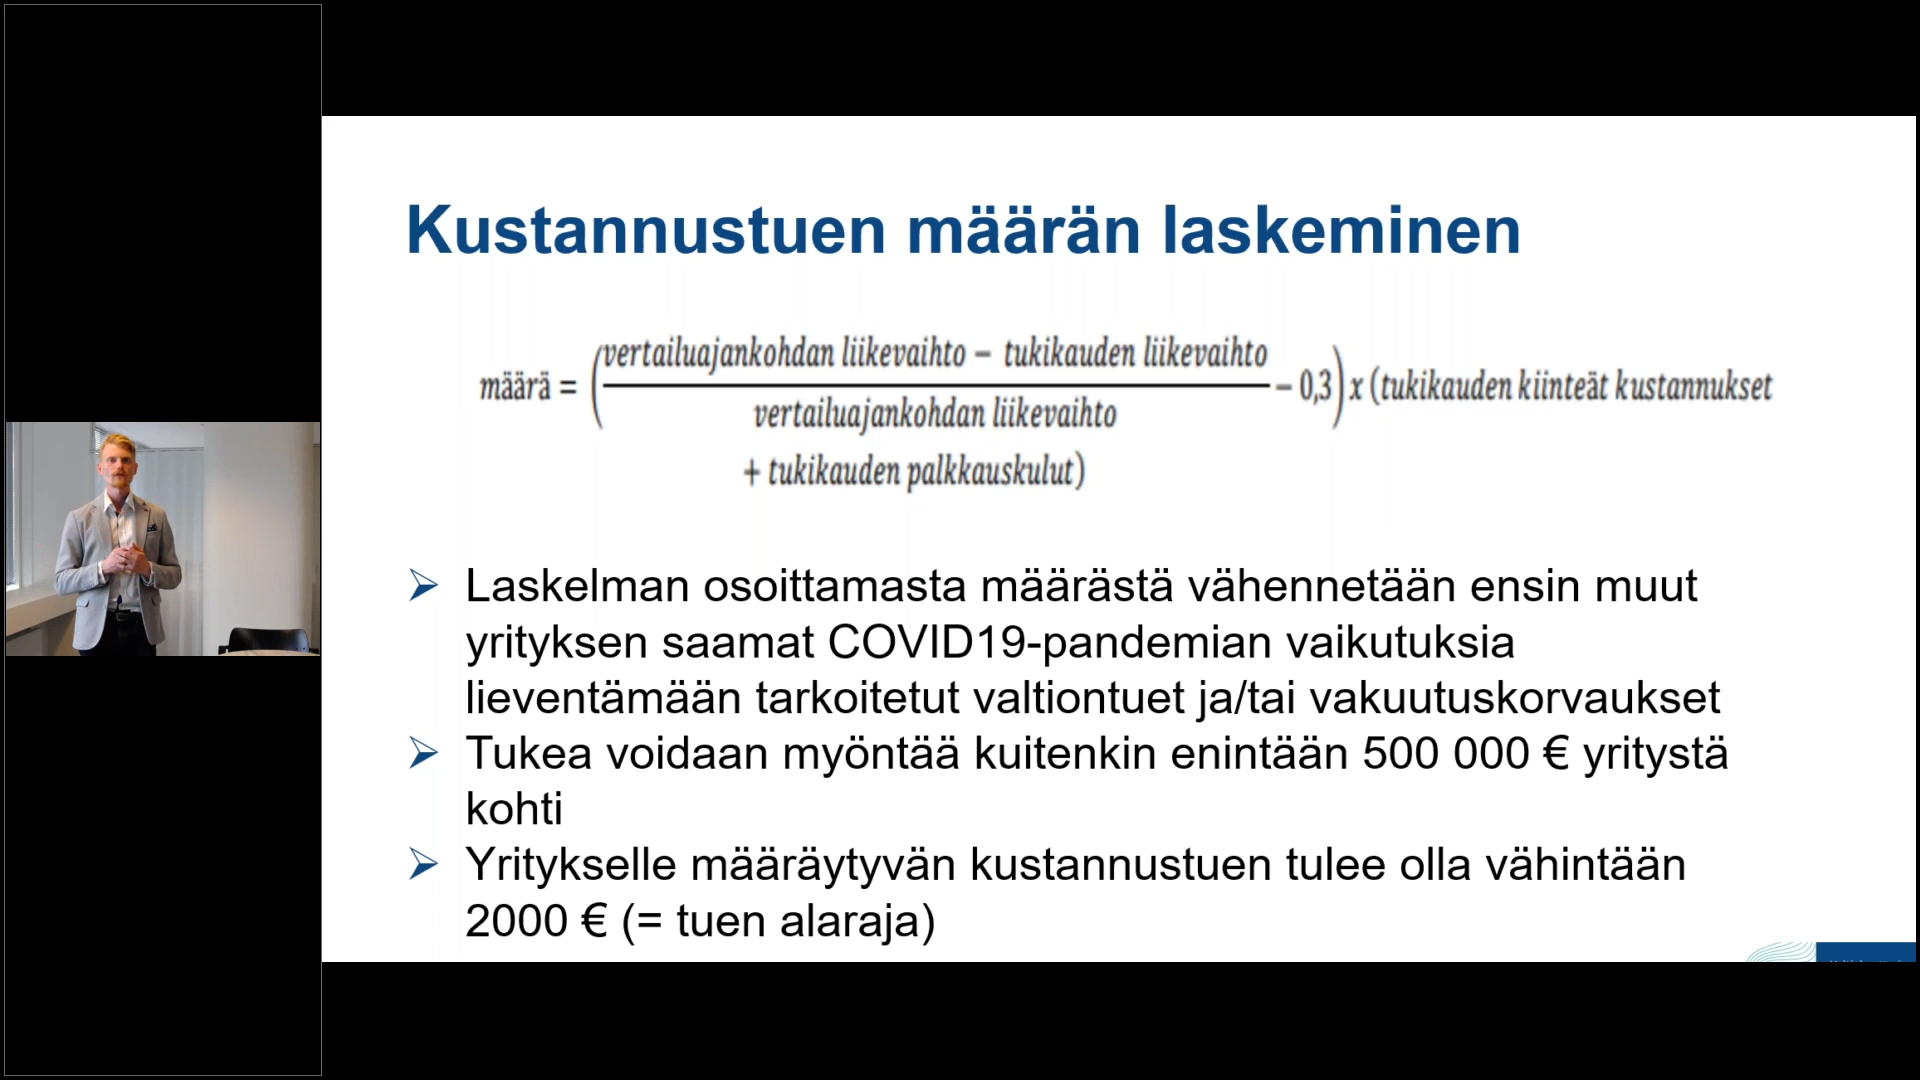 Kustannustuen määrän laskeminen
määrä = (vertailuajankohdan liikevaihto − tukikauden liikevaihto / vertailuajankohdan liikevaihto − 0,3) x (tukikauden kiinteät kustannukset
+ tukikauden palkkauskulut)
Laskelman osoittamasta määrästä vähennetään ensin muut
yrityksen saamat COVID19-pandemian vaikutuksia
lieventämään tarkoitetut valtiontuet ja/tai vakuutuskorvaukset
Tukea voidaan myöntää kuitenkin enintään 500 000 € yritystä
kohti
Yritykselle määräytyvän kustannustuen tulee olla vähintään
2000 € (= tuen alaraja)